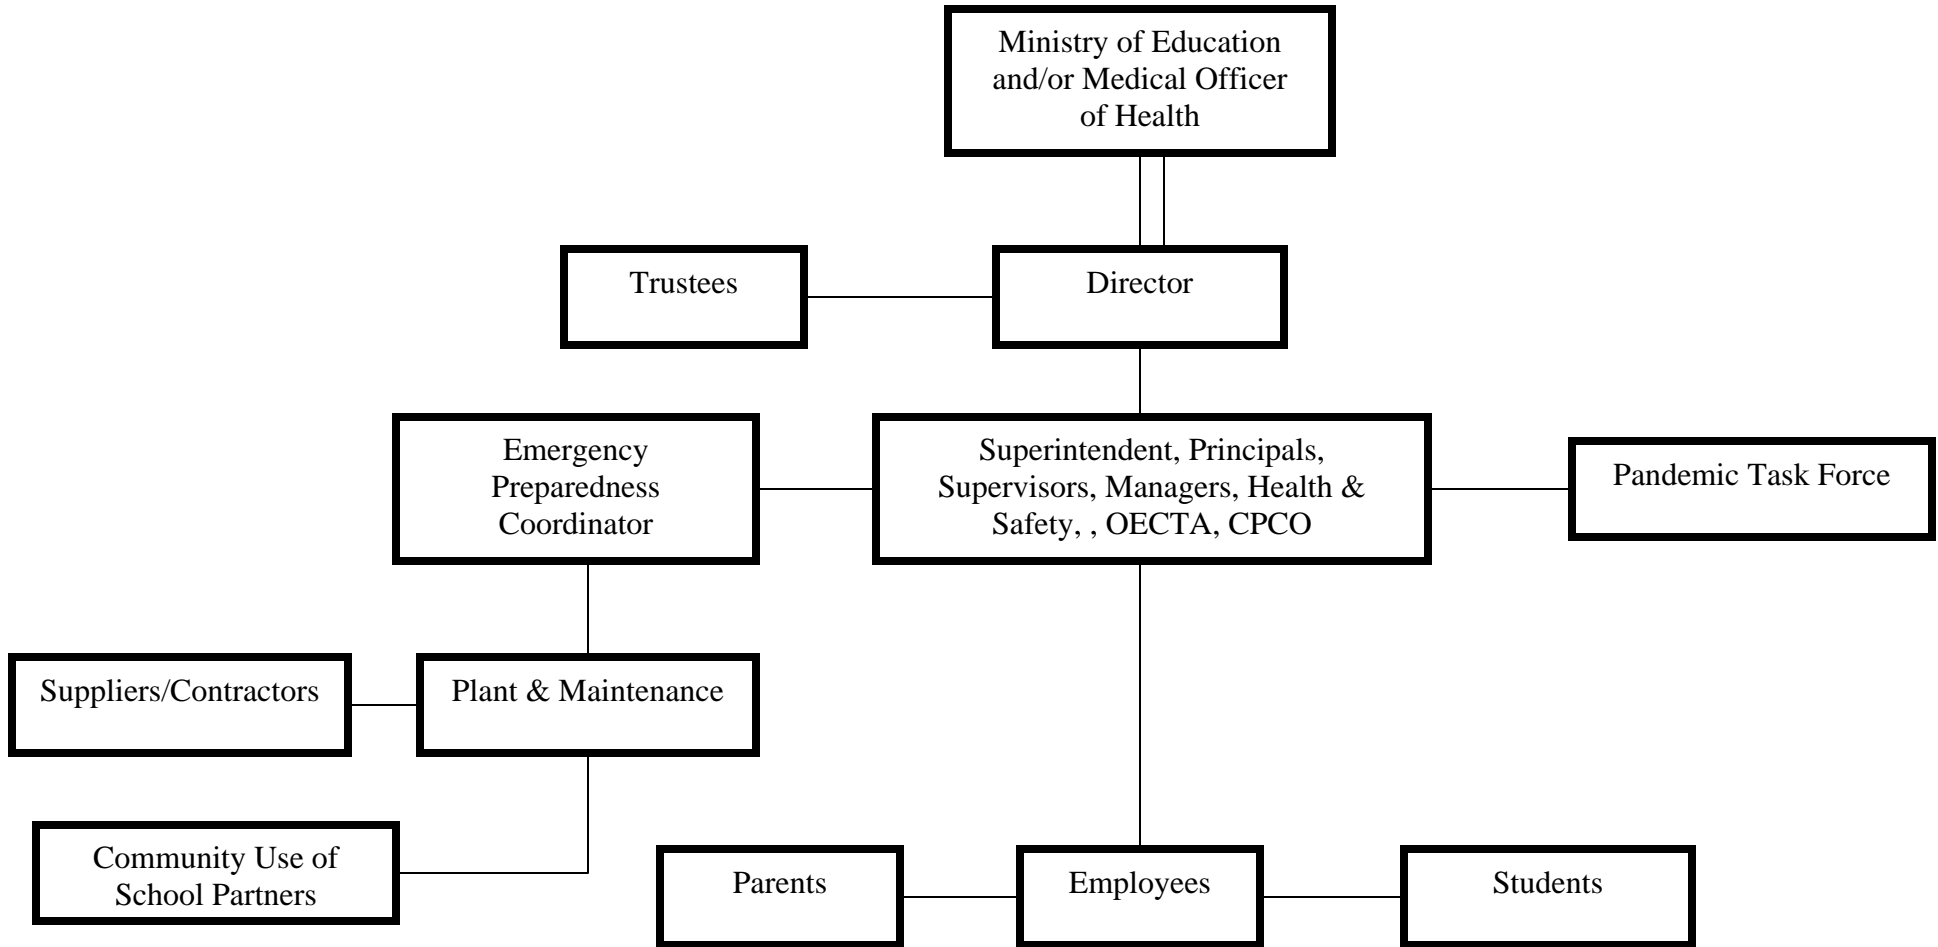 Ministry of Education
and/or Medical Officer
of Health
Trustees
Director
Emergency
Preparedness
Coordinator
Superintendent, Principals,
Supervisors, Managers, Health &
Safety, , OECTA, CPCO
Pandemic Task Force
Suppliers/Contractors
Plant & Maintenance
Community Use of
School Partners
Parents
Employees
Students